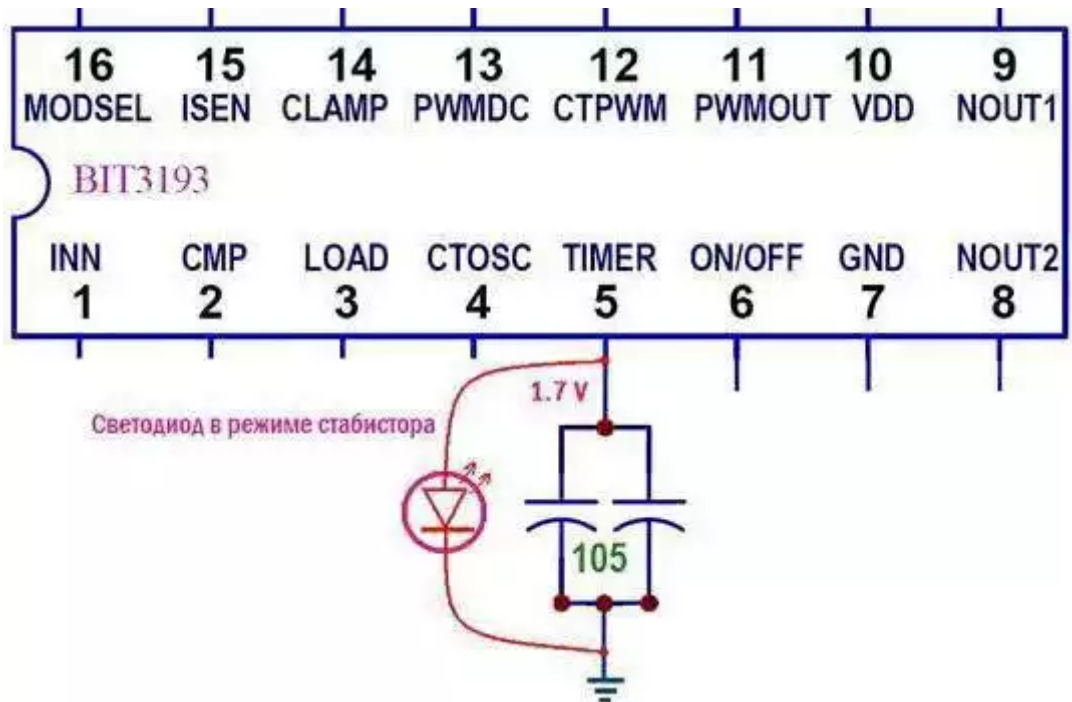 16 15 14 13 12 11 10 9
MODSEL ISEN CLAMP PWMDC CTPWM PWMOUT VDD NOUT1
BIT3193
INN CMP LOAD CTOSC TIMER ON/OFF GND NOUT2
1 2 3 4 5 6 7 8
1.7 V
Светодиод в режиме стабистора
105